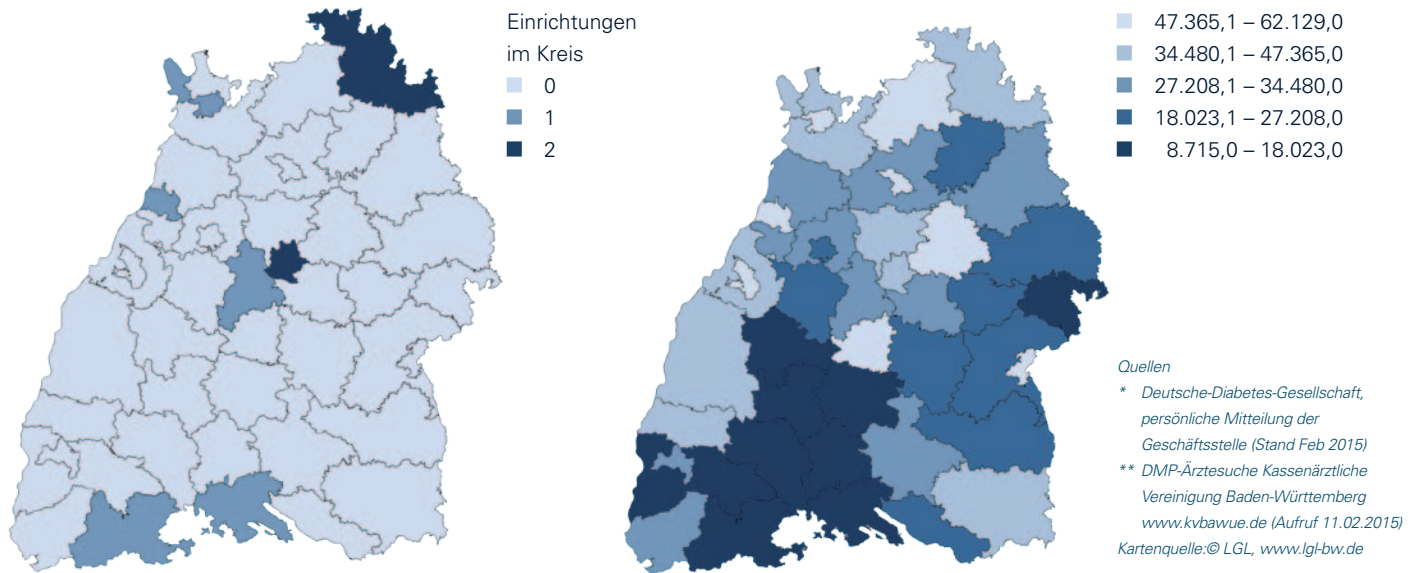 Einrichtungen
im Kreis
0
1
2
47.365,1 – 62.129,0
34.480,1 – 47.365,0
27.208,1 – 34.480,0
18.023,1 – 27.208,0
8.715,0 – 18.023,0
Quellen
* Deutsche-Diabetes-Gesellschaft,
persönliche Mitteilung der
Geschäftsstelle (Stand Feb 2015)
** DMP-Ärztesuche Kassenärztliche
Vereinigung Baden-Württemberg
www.kvbawue.de (Aufruf 11.02.2015)
Kartenquelle:© LGL, www.lgl-bw.de